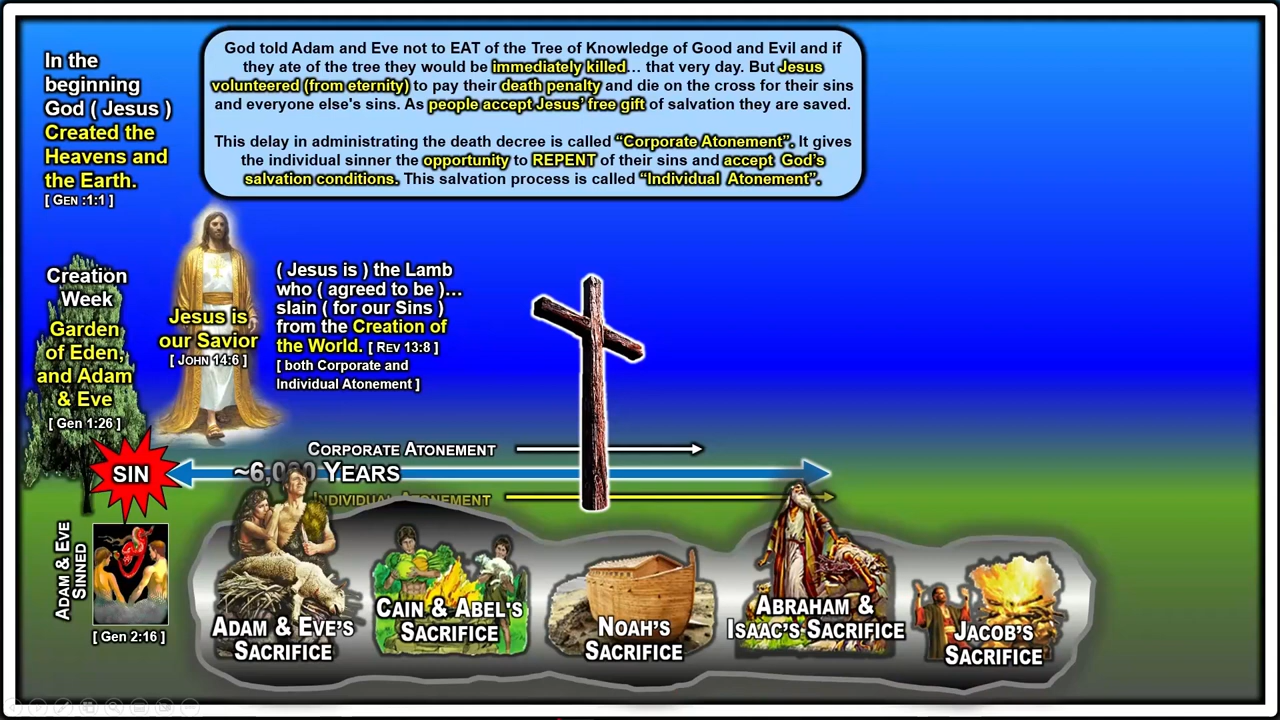 In the
beginning
God ( Jesus )
Created the
Heavens and
the Earth.
[ GEN :1:1 ]
God told Adam and Eve not to EAT of the Tree of Knowledge of Good and Evil and if
they ate of the tree they would be immediately killed… that very day. But Jesus
volunteered (from eternity) to pay their death penalty and die on the cross for their sins
and everyone else's sins. As people accept Jesus' free gift of salvation they are saved.
This delay in administrating the death decree is called “Corporate Atonement”. It gives
the individual sinner the opportunity to REPENT of their sins and accept God's
salvation conditions. This salvation process is called “Individual Atonement”.
Creation
Week
Garden
of Eden,
and Adam
& Eve
[ Gen 1:26 ]
Jesus is
our Savior
[ JOHN 14:6 ]
( Jesus is ) the Lamb
who ( agreed to be )…
slain ( for our Sins )
from the Creation of
the World. [ REV 13:8 ]
[ both Corporate and
Individual Atonement ]
CORPORATE ATONEMENT
SIN
~6,000 YEARS
INDIVIDUAL ATONEMENT
ADAM & EVE
SINNED
[ Gen 2:16 ]
ADAM & EVE'S
SACRIFICE
CAIN & ABEL'S
SACRIFICE
NOAH'S
SACRIFICE
ABRAHAM &
ISAAC'S SACRIFICE
JACOB'S
SACRIFICE